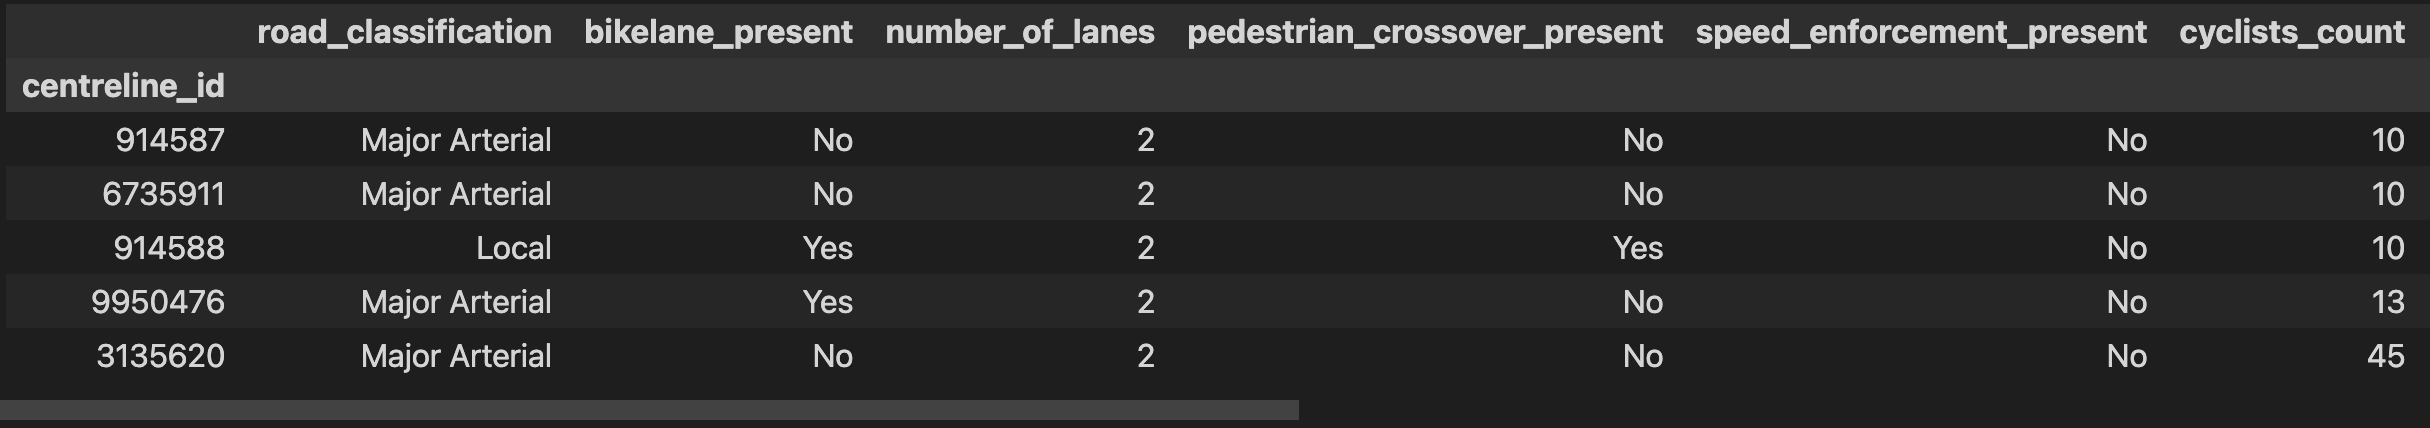 road_classification bikelane_present number_of_lanes pedestrian_crossover_present speed_enforcement_present cyclists_count
centreline_id
914587 Major Arterial No 2 No No 10
6735911 Major Arterial No 2 No No 10
914588 Local Yes 2 Yes No 10
9950476 Major Arterial Yes 2 No No 13
3135620 Major Arterial No 2 No No 45